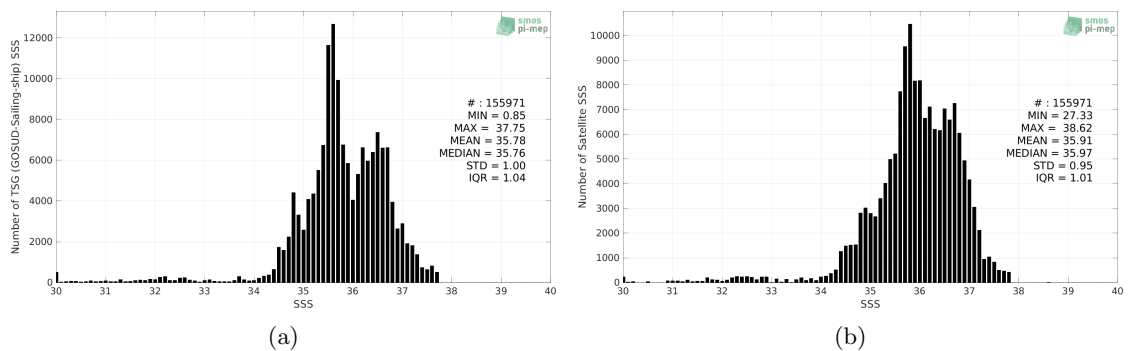 smos
pi-mep
Number of TSG (GOSUD-Sailing-ship) SSS
12000
10000
8000
6000
4000
2000
0
# : 155971
MIN = 0.85
MAX = 37.75
MEAN = 35.78
MEDIAN = 35.76
STD = 1.00
IQR = 1.04
30 31 32 33 34 35 36 37 38 39 40
SSS
(a)
smos
pi-mep
Number of Satellite SSS
10000
9000
8000
7000
6000
5000
4000
3000
2000
1000
0
# : 155971
MIN = 27.33
MAX = 38.62
MEAN = 35.91
MEDIAN = 35.97
STD = 0.95
IQR = 1.01
30 31 32 33 34 35 36 37 38 39 40
SSS
(b)